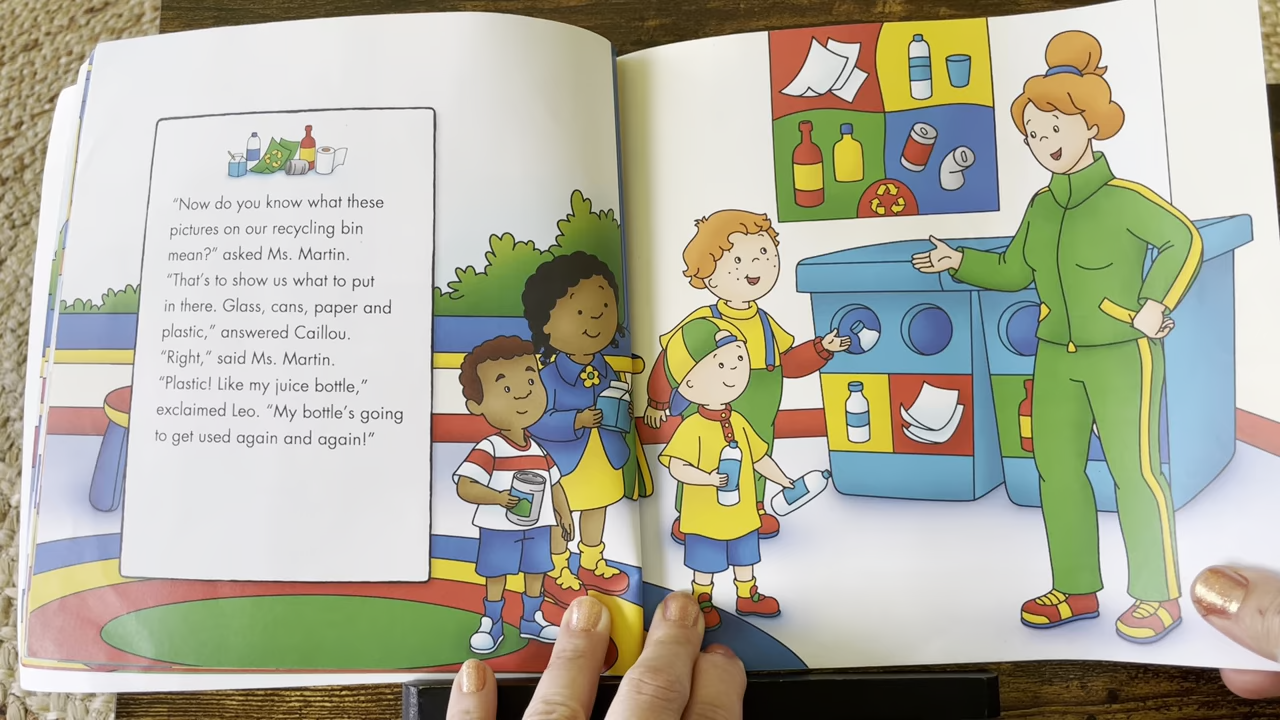 “Now do you know what these
pictures on our recycling bin
mean?” asked Ms. Martin.
“That’s to show us what to put
in there. Glass, cans, paper and
plastic,” answered Caillou.
“Right,” said Ms. Martin.
“Plastic! Like my juice bottle,”
exclaimed Leo. “My bottle’s going
to get used again and again!”